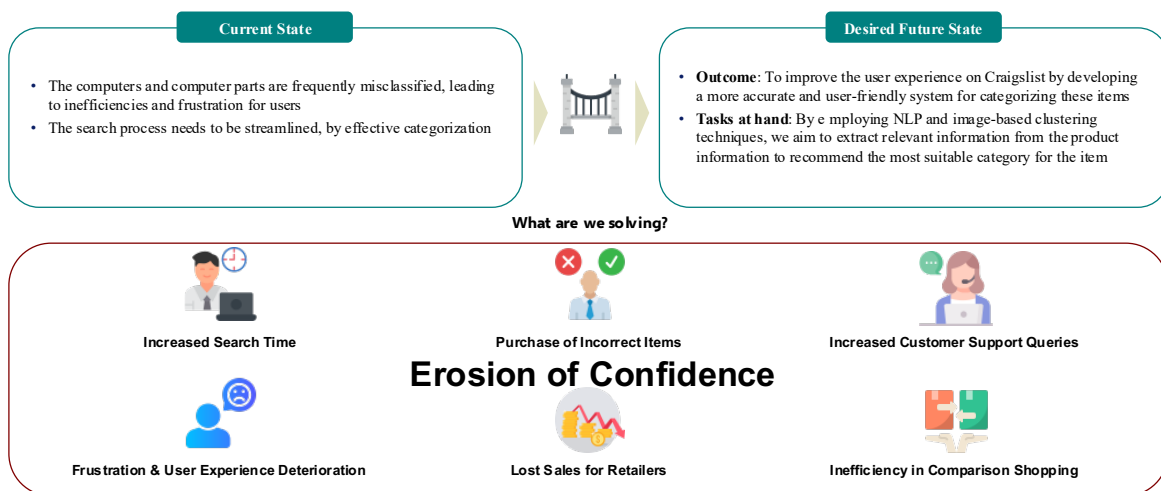 Current State
• The computers and computer parts are frequently misclassified, leading
to inefficiencies and frustration for users
• The search process needs to be streamlined, by effective categorization
Desired Future State
• Outcome: To improve the user experience on Craigslist by developing
a more accurate and user-friendly system for categorizing these items
• Tasks at hand: By e mploying NLP and image-based clustering
techniques, we aim to extract relevant information from the product
information to recommend the most suitable category for the item
What are we solving?
Increased Search Time
Purchase of Incorrect Items
Increased Customer Support Queries
Erosion of Confidence
Frustration & User Experience Deterioration
Lost Sales for Retailers
Inefficiency in Comparison Shopping